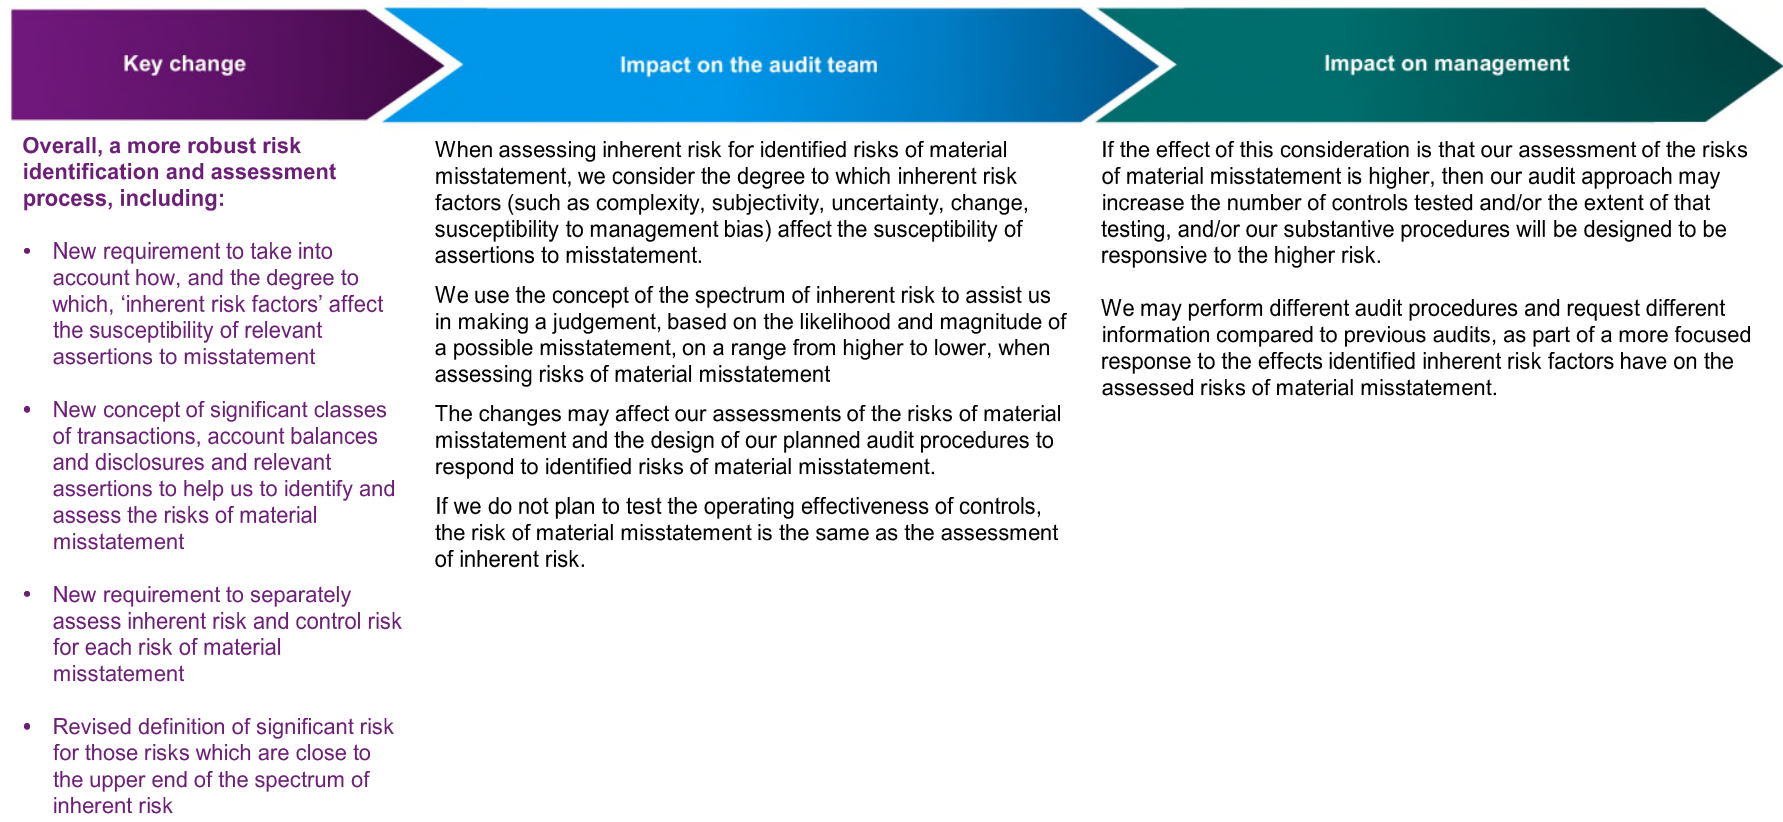 Key change
Impact on the audit team
Impact on management
Overall, a more robust risk
identification and assessment
process, including:
• New requirement to take into
account how, and the degree to
which, ‘inherent risk factors’ affect
the susceptibility of relevant
assertions to misstatement
• New concept of significant classes
of transactions, account balances
and disclosures and relevant
assertions to help us to identify and
assess the risks of material
misstatement
• New requirement to separately
assess inherent risk and control risk
for each risk of material
misstatement
• Revised definition of significant risk
for those risks which are close to
the upper end of the spectrum of
inherent risk
When assessing inherent risk for identified risks of material
misstatement, we consider the degree to which inherent risk
factors (such as complexity, subjectivity, uncertainty, change,
susceptibility to management bias) affect the susceptibility of
assertions to misstatement.
We use the concept of the spectrum of inherent risk to assist us
in making a judgement, based on the likelihood and magnitude of
a possible misstatement, on a range from higher to lower, when
assessing risks of material misstatement
The changes may affect our assessments of the risks of material
misstatement and the design of our planned audit procedures to
respond to identified risks of material misstatement.
If we do not plan to test the operating effectiveness of controls,
the risk of material misstatement is the same as the assessment
of inherent risk.
If the effect of this consideration is that our assessment of the risks
of material misstatement is higher, then our audit approach may
increase the number of controls tested and/or the extent of that
testing, and/or our substantive procedures will be designed to be
responsive to the higher risk.
We may perform different audit procedures and request different
information compared to previous audits, as part of a more focused
response to the effects identified inherent risk factors have on the
assessed risks of material misstatement.